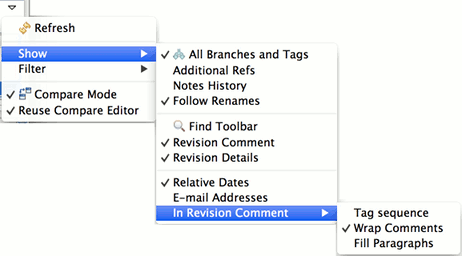 Refresh
Show
Filter
Compare Mode
Reuse Compare Editor
All Branches and Tags
Additional Refs
Notes History
Follow Renames
Find Toolbar
Revision Comment
Revision Details
Relative Dates
E-mail Addresses
In Revision Comment
Tag sequence
Wrap Comments
Fill Paragraphs